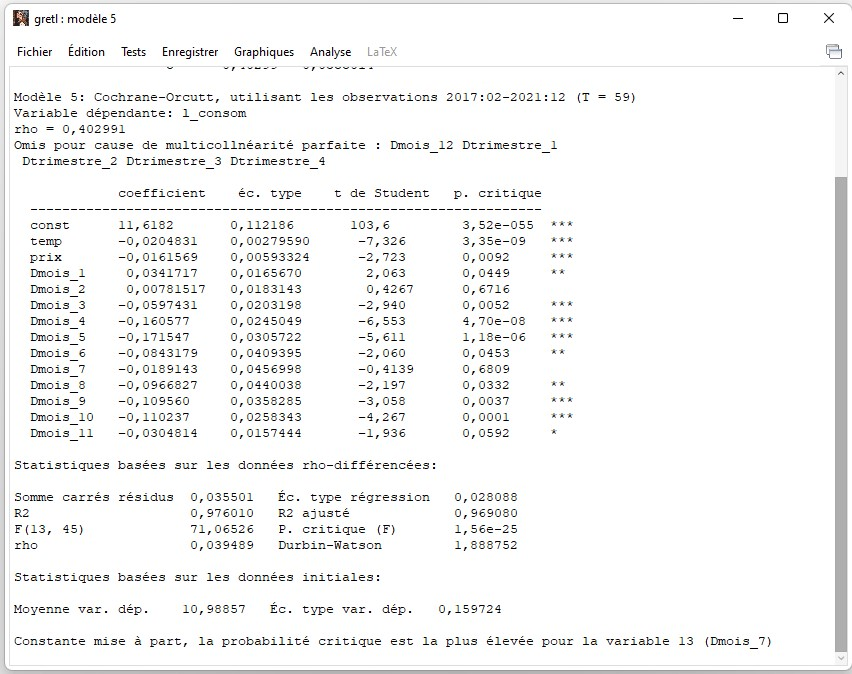 gretl : modèle 5
Fichier Édition Tests Enregistrer Graphiques Analyse LaTeX
Modèle 5: Cochrane-Orcutt, utilisant les observations 2017:02-2021:12 (T = 59)
Variable dépendante: l_consom
rho = 0,402991
Omis pour cause de multicollnéarité parfaite : Dmois_12 Dtrimestre_1
Dtrimestre_2 Dtrimestre_3 Dtrimestre_4
coefficient éc. type t de Student p. critique
-----------------------------------------------------------------
const 11,6182 0,112186 103,6 3,52e-055 ***
temp -0,0204831 0,00279590 -7,326 3,35e-09 ***
prix -0,0161569 0,00593324 -2,723 0,0092 ***
Dmois_1 0,0341717 0,0165670 2,063 0,0449 **
Dmois_2 0,00781517 0,0183143 0,4267 0,6716
Dmois_3 -0,0597431 0,0203198 -2,940 0,0052 ***
Dmois_4 -0,160577 0,0245049 -6,553 4,70e-08 ***
Dmois_5 -0,171547 0,0305722 -5,611 1,18e-06 ***
Dmois_6 -0,0843179 0,0409395 -2,060 0,0453 **
Dmois_7 -0,0189143 0,0456998 -0,4139 0,6809
Dmois_8 -0,0966827 0,0440038 -2,197 0,0332 **
Dmois_9 -0,109560 0,0358285 -3,058 0,0037 ***
Dmois_10 -0,110237 0,0258343 -4,267 0,0001 ***
Dmois_11 -0,0304814 0,0157444 -1,936 0,0592 *
Statistiques basées sur les données rho-différencées:
Somme carrés résidus 0,035501 Éc. type régression 0,028088
R2 0,976010 R2 ajusté 0,969080
F(13, 45) 71,06526 P. critique (F) 1,56e-25
rho 0,039489 Durbin-Watson 1,888752
Statistiques basées sur les données initiales:
Moyenne var. dép. 10,98857 Éc. type var. dép. 0,159724
Constante mise à part, la probabilité critique est la plus élevée pour la variable 13 (Dmois_7)